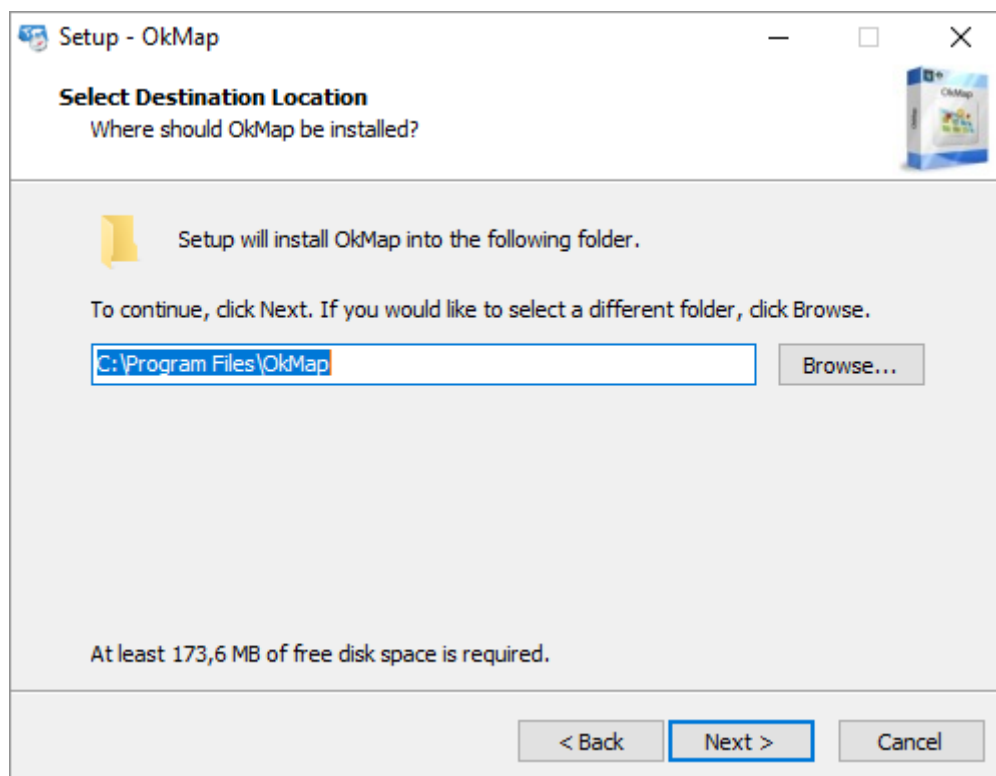 Setup - OkMap
Select Destination Location
Where should OkMap be installed?
OkMap
OkMap
Setup will install OkMap into the following folder.
To continue, click Next. If you would like to select a different folder, click Browse.
C:\Program Files\OkMap
Browse...
At least 173,6 MB of free disk space is required.
< Back
Next >
Cancel